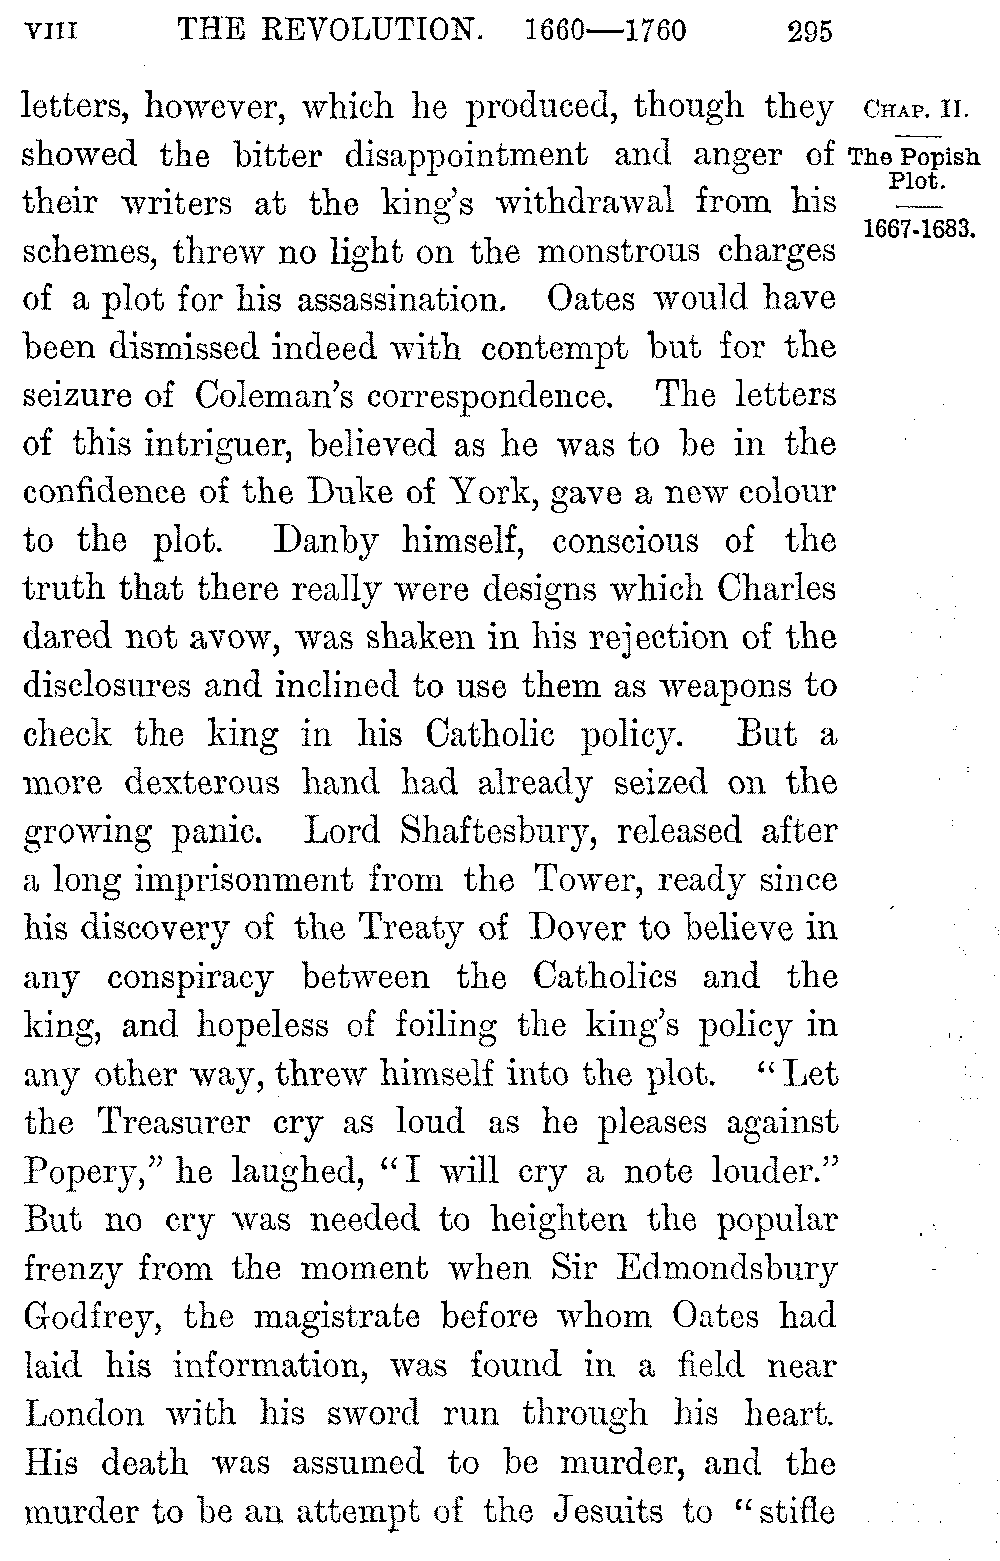 VIII THE REVOLUTION. 1660—1760 295
letters, however, which he produced, though they
showed the bitter disappointment and anger of
their writers at the king's withdrawal from his
schemes, threw no light on the monstrous charges
of a plot for his assassination. Oates would have
been dismissed indeed with contempt but for the
seizure of Coleman's correspondence. The letters
of this intriguer, believed as he was to be in the
confidence of the Duke of York, gave a new colour
to the plot. Danby himself, conscious of the
truth that there really were designs which Charles
dared not avow, was shaken in his rejection of the
disclosures and inclined to use them as weapons to
check the king in his Catholic policy. But a
more dexterous hand had already seized on the
growing panic. Lord Shaftesbury, released after
a long imprisonment from the Tower, ready since
his discovery of the Treaty of Dover to believe in
any conspiracy between the Catholics and the
king, and hopeless of foiling the king's policy in
any other way, threw himself into the plot. "Let
the Treasurer cry as loud as he pleases against
Popery," he laughed, "I will cry a note louder."
But no cry was needed to heighten the popular
frenzy from the moment when Sir Edmondsbury
Godfrey, the magistrate before whom Oates had
laid his information, was found in a field near
London with his sword run through his heart.
His death was assumed to be murder, and the
murder to be an attempt of the Jesuits to "stifle
CHAP. II.
The Popish
Plot.
1667-1683.